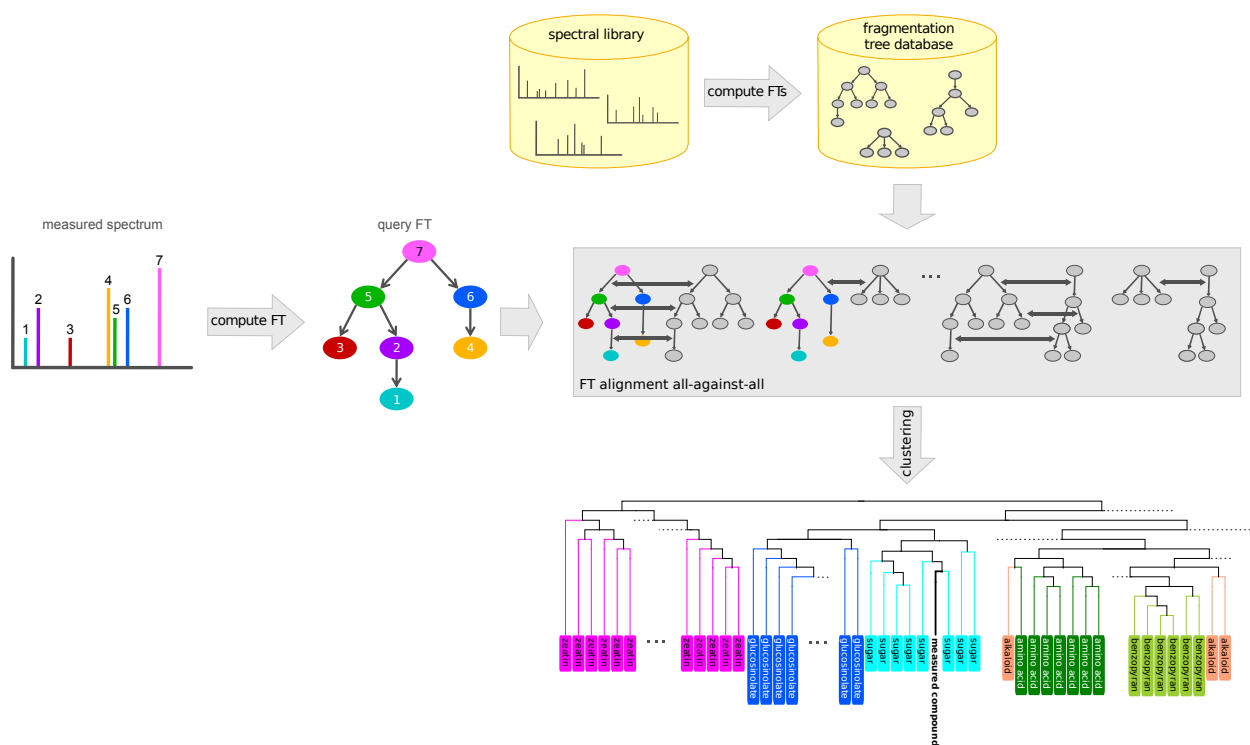 spectral library
fragmentation
tree database
compute FTs
measured spectrum
query FT
1
2
3
4
5
6
7
compute FT
7
5
6
3
2
4
1
...
FT alignment all-against-all
clustering
zeatin
zeatin
zeatin
zeatin
zeatin
zeatin
...
zeatin
zeatin
zeatin
zeatin
zeatin
glucosinolate
glucosinolate
glucosinolate
glucosinolate
...
glucosinolate
glucosinolate
sugar
sugar
sugar
sugar
sugar
measured compound
sugar
sugar
sugar
alkaloid
amino acid
amino acid
amino acid
amino acid
amino acid
amino acid
amino acid
benzopyran
benzopyran
benzopyran
benzopyran
benzopyran
benzopyran
alkaloid
alkaloid